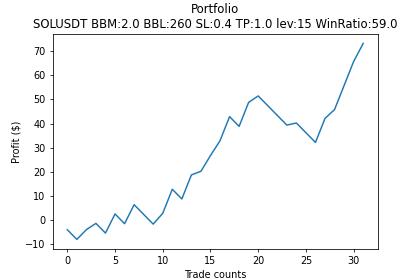 Portfolio
SOLUSDT BBM:2.0 BBL:260 SL:0.4 TP:1.0 lev:15 WinRatio:59.0
Profit ($)
70
60
50
40
30
20
10
0
−10
0 5 10 15 20 25 30
Trade counts